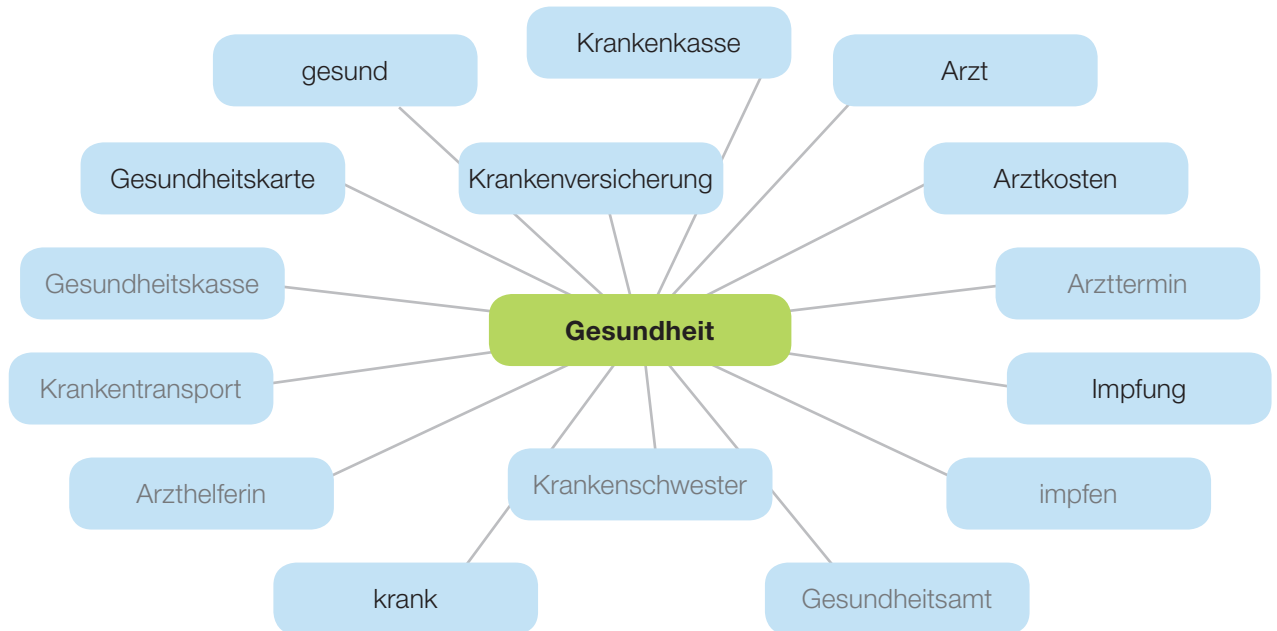 Krankenkasse
gesund
Arzt
Gesundheitskarte
Krankenversicherung
Arztkosten
Gesundheitskasse
Arzttermin
Gesundheit
Krankentransport
Impfung
Arzthelferin
Krankenschwester
impfen
krank
Gesundheitsamt